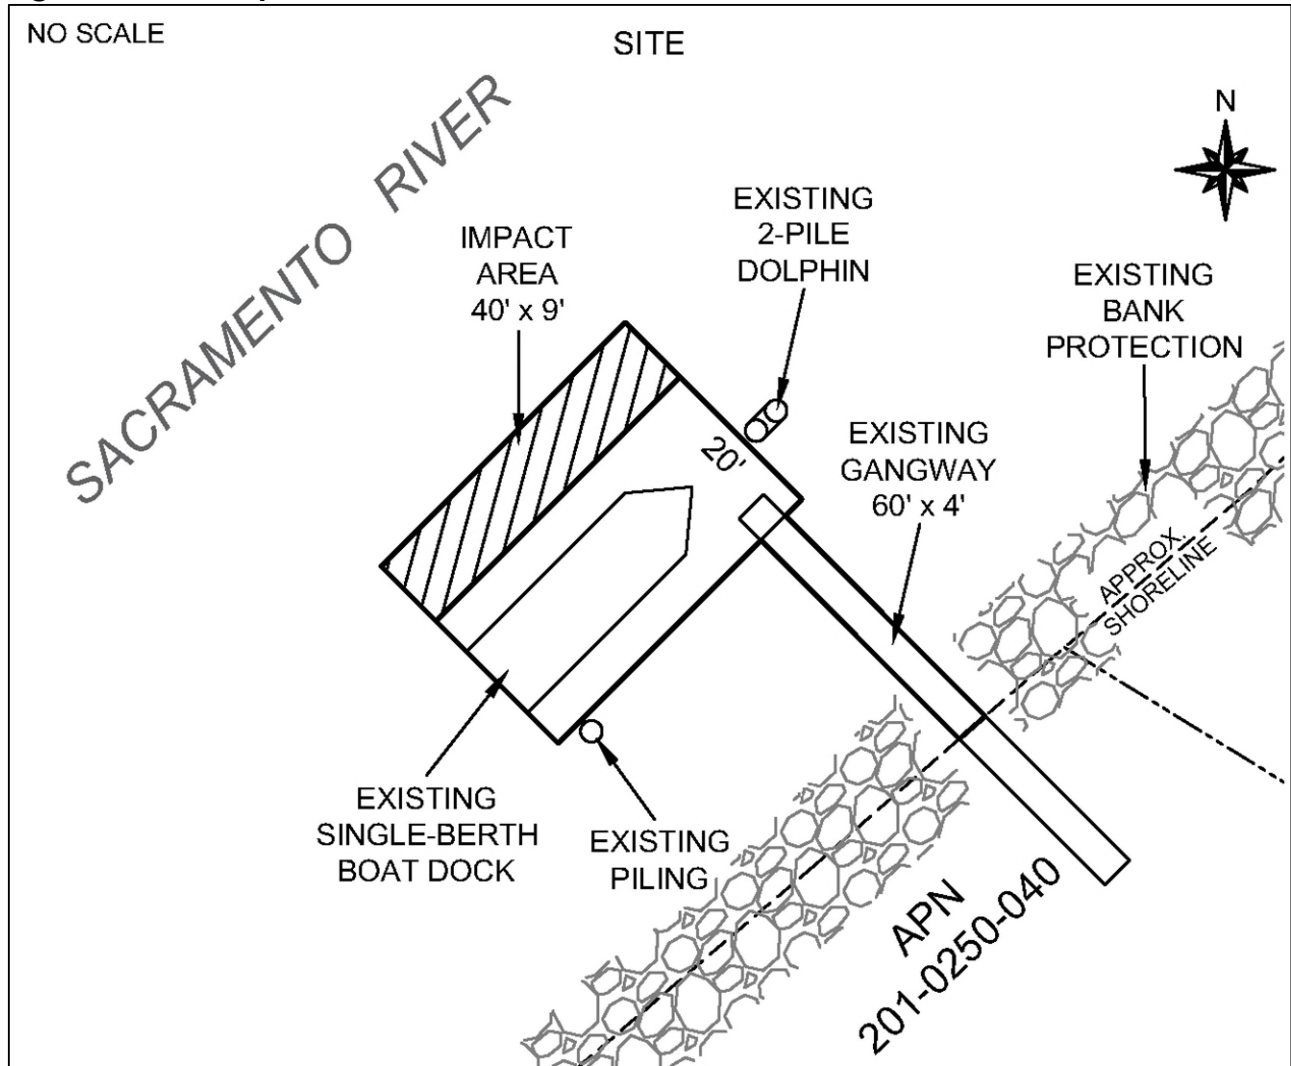 NO SCALE
SITE
N
SACRAMENTO RIVER
IMPACT
AREA
40' x 9'
EXISTING
2-PILE
DOLPHIN
EXISTING
BANK
PROTECTION
20'
EXISTING
GANGWAY
60' x 4'
APPROX.
SHORELINE
EXISTING
SINGLE-BERTH
BOAT DOCK
EXISTING
PILING
APN
201-0250-040